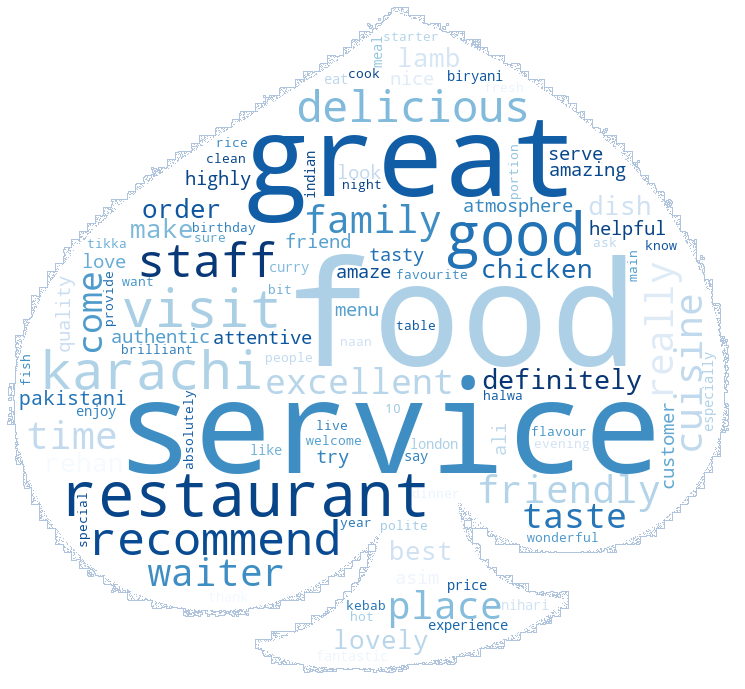 starter
meal
lamb
cook
nice
biryani
eat
fresh
delicious
great
rice
clean
highly
indian
look
night
portion
serve
amazing
order
family
atmosphere
dish
make
birthday
sure
friend
good
helpful
ask
know
tikka
love
staff
tasty
curry
amaze
favourite
chicken
main
come
provide
want
visit
bit
food
menu
table
really
quality
authentic
attentive
brilliant
people
naan
cuisine
especially
fish
karachi
excellent
definitely
halwa
pakistani
enjoy
absolutely
10
service
time
live
welcome
like
try
say
london
ali
flavour
evening
customer
rehan
restaurant
dinner
friendly
special
recommend
year
polite
taste
wonderful
waiter
best
asim
thank
price
kebab
hot
place
nihari
experience
lovely
fantastic